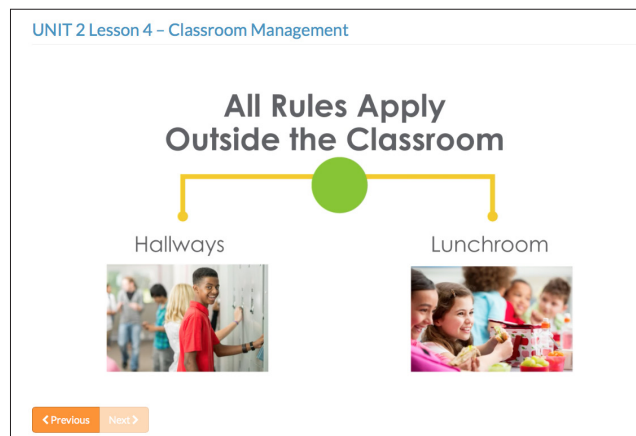 UNIT 2 Lesson 4 – Classroom Management
All Rules Apply
Outside the Classroom
Hallways
Lunchroom
Previous
Next